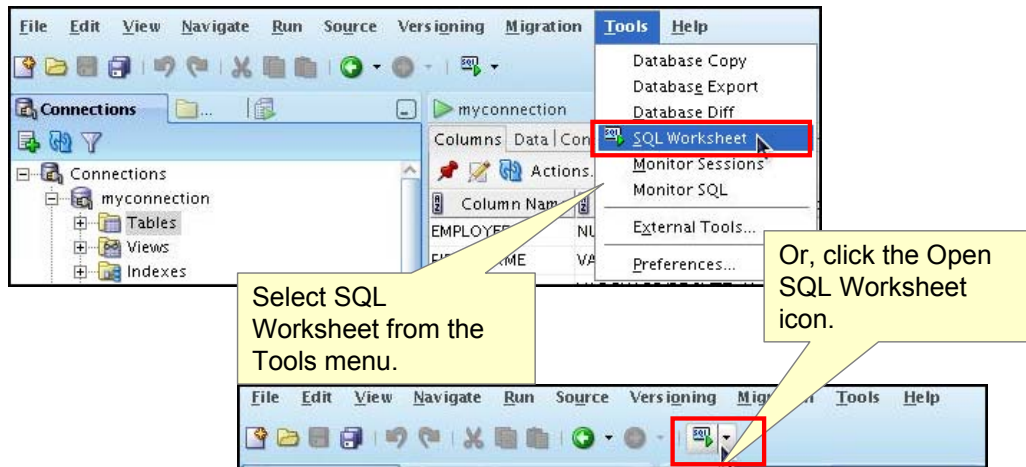 File Edit View Navigate Run Source Versioning Migration Tools Help
Database Copy
Database Export
Database Diff
SQL Worksheet
Monitor Sessions
Monitor SQL
External Tools...
Preferences...
Connections ...
myconnection
Columns Data Con
Actions.
Column Nam
Connections
myconnection
Tables
Views
Indexes
NU
VA
Select SQL
Worksheet from the
Tools menu.
Or, click the Open
SQL Worksheet
icon.
File Edit View Navigate Run Source Versioning Tools Help